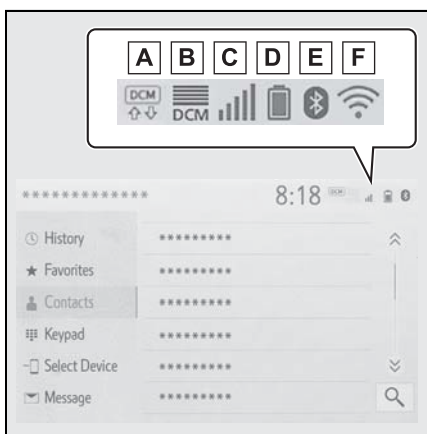 A B C D E F
DCM
DCM
************* 8:18 DCM
History *********
Favorites *********
Contacts *********
Keypad *********
Select Device *********
Message *********